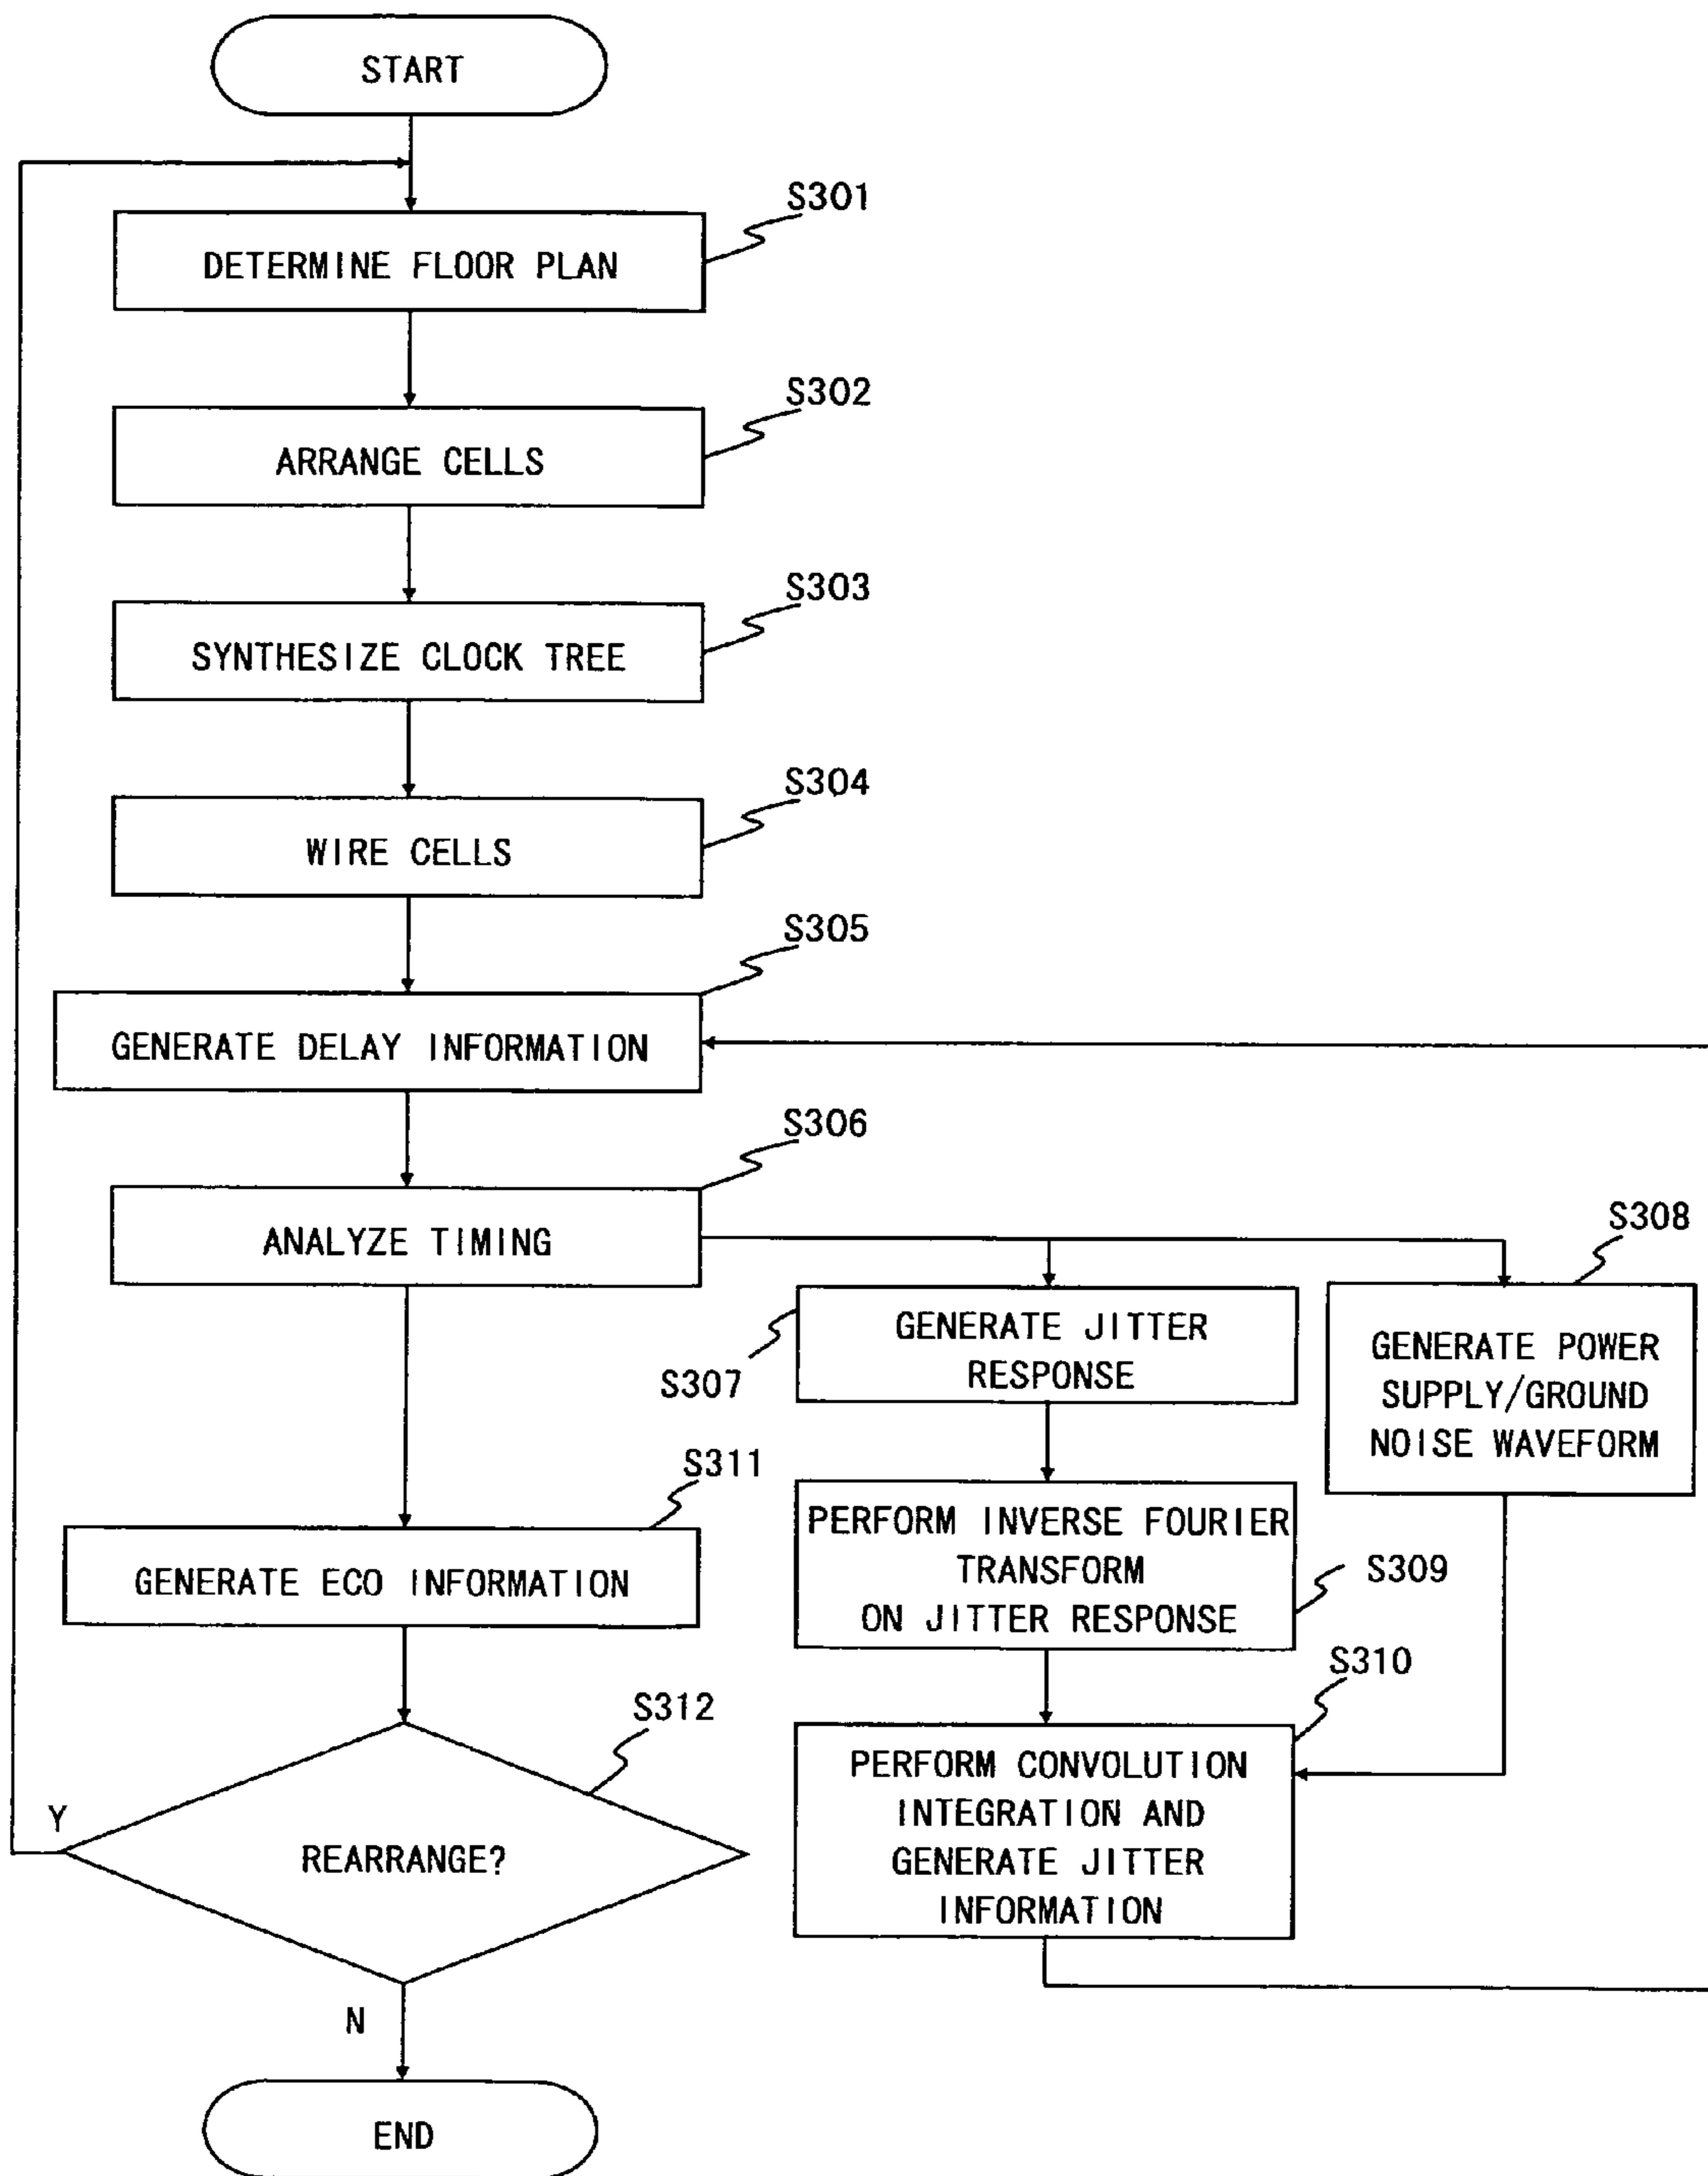 START
S301
DETERMINE FLOOR PLAN
S302
ARRANGE CELLS
S303
SYNTHESIZE CLOCK TREE
S304
WIRE CELLS
S305
GENERATE DELAY INFORMATION
S306
ANALYZE TIMING
S307
GENERATE JITTER
RESPONSE
S308
GENERATE POWER
SUPPLY/GROUND
NOISE WAVEFORM
S309
PERFORM INVERSE FOURIER
TRANSFORM
ON JITTER RESPONSE
S310
PERFORM CONVOLUTION
INTEGRATION AND
GENERATE JITTER
INFORMATION
S311
GENERATE ECO INFORMATION
S312
REARRANGE?
Y
N
END